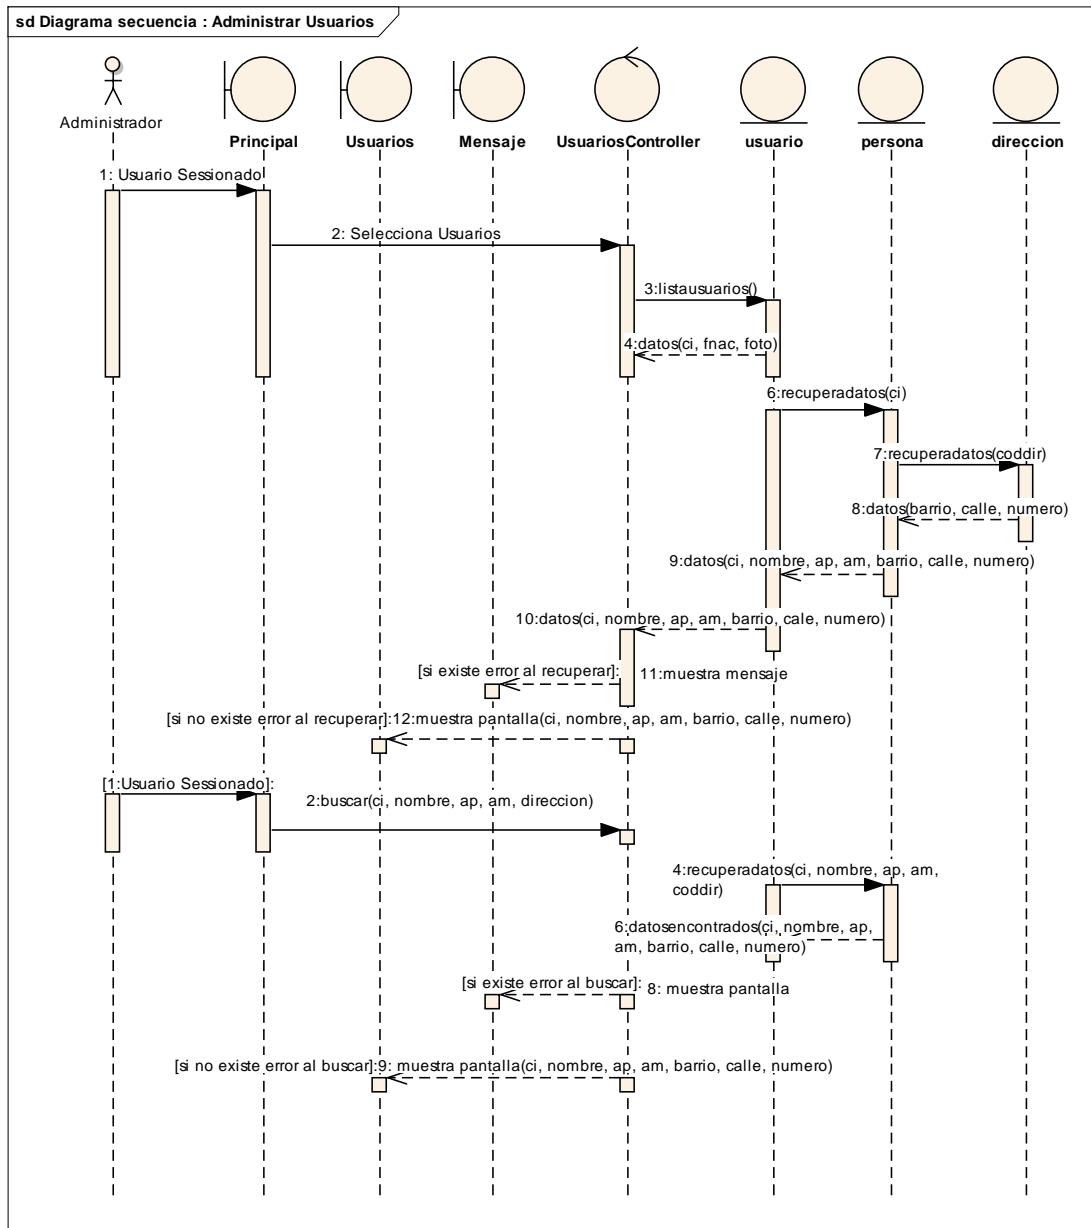 sd Diagrama secuencia : Administrar Usuarios
Administrador
Principal
Usuarios
Mensaje
UsuariosController
usuario
persona
direccion
1: Usuario Sessionado
2: Selecciona Usuarios
3:listausuarios()
4:datos(ci, fnac, foto)
6:recuperadatos(ci)
7:recuperadatos(coddir)
8:datos(barrio, calle, numero)
9:datos(ci, nombre, ap, am, barrio, calle, numero)
10:datos(ci, nombre, ap, am, barrio, cale, numero)
[si existe error al recuperar]:
11:muestra mensaje
[si no existe error al recuperar]:12:muestra pantalla(ci, nombre, ap, am, barrio, calle, numero)
[1:Usuario Sessionado]:
2:buscar(ci, nombre, ap, am, direccion)
4:recuperadatos(ci, nombre, ap, am,
coddir)
6:datosencontrados(ci, nombre, ap,
am, barrio, calle, numero)
[si existe error al buscar]:
8: muestra pantalla
[si no existe error al buscar]:9: muestra pantalla(ci, nombre, ap, am, barrio, calle, numero)